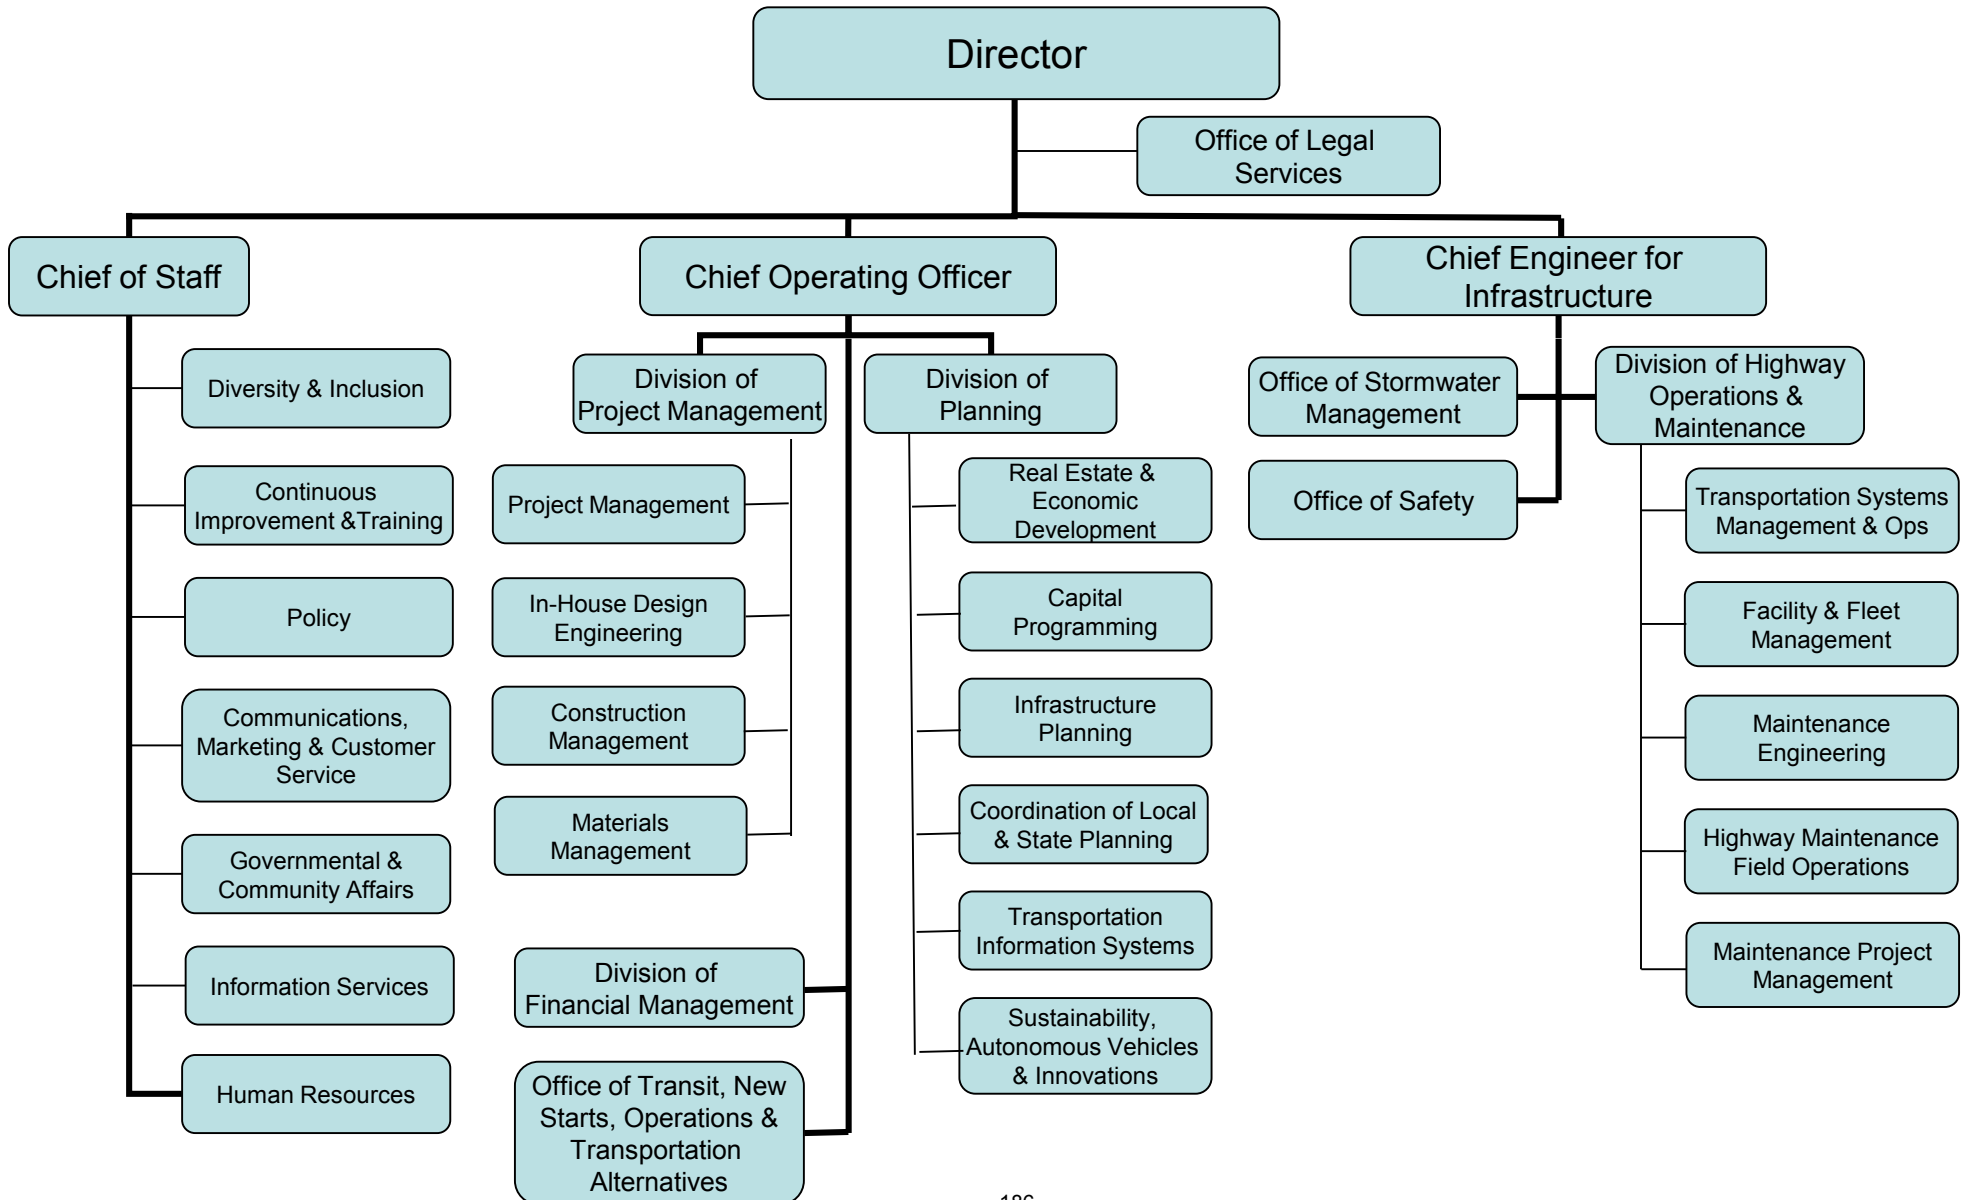 Director
Office of Legal
Services
Chief of Staff
Chief Operating Officer
Chief Engineer for
Infrastructure
Diversity & Inclusion
Continuous
Improvement &Training
Policy
Communications,
Marketing & Customer
Service
Governmental &
Community Affairs
Information Services
Human Resources
Division of
Project Management
Project Management
In-House Design
Engineering
Construction
Management
Materials
Management
Division of
Financial Management
Office of Transit, New
Starts, Operations &
Transportation
Alternatives
Division of
Planning
Real Estate &
Economic
Development
Capital
Programming
Infrastructure
Planning
Coordination of Local
& State Planning
Transportation
Information Systems
Sustainability,
Autonomous Vehicles
& Innovations
Office of Stormwater
Management
Office of Safety
Division of Highway
Operations &
Maintenance
Transportation Systems
Management & Ops
Facility & Fleet
Management
Maintenance
Engineering
Highway Maintenance
Field Operations
Maintenance Project
Management
186